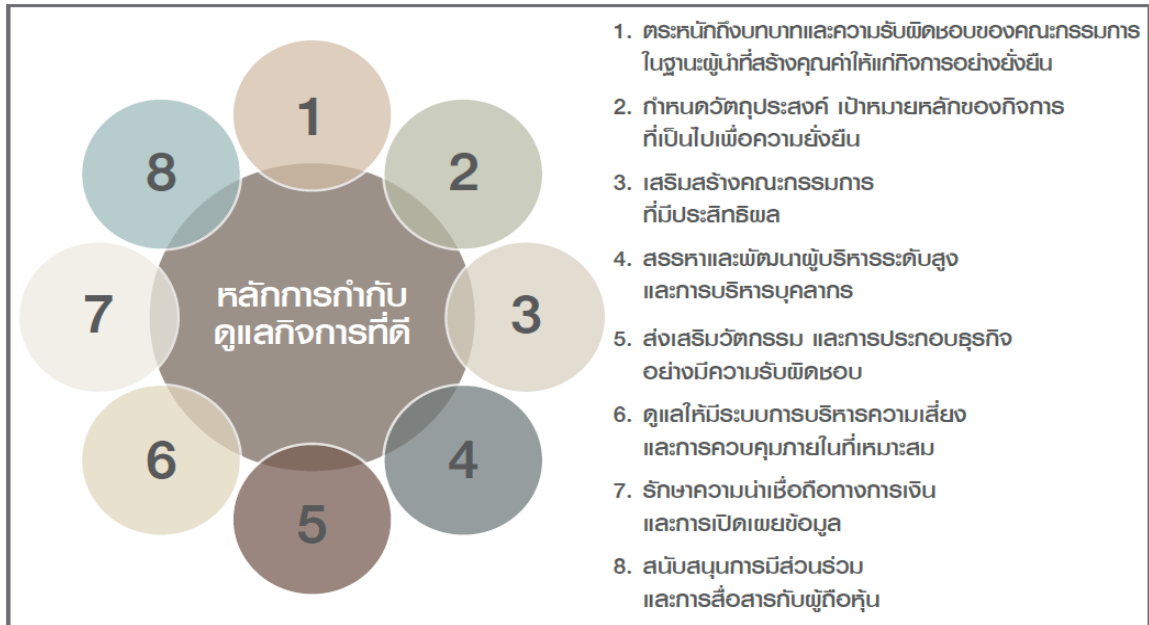 1
2
3
4
5
6
7
8
หลักการกำกับ
ดูแลกิจการที่ดี
1. ตระหนักถึงบทบาทและความรับผิดชอบของคณะกรรมการ
ในฐานะผู้นำที่สร้างคุณค่าให้แก่กิจการอย่างยั่งยืน
2. กำหนดวัตถุประสงค์ เป้าหมายหลักของกิจการ
ที่เป็นไปเพื่อความยั่งยืน
3. เสริมสร้างคณะกรรมการ
ที่มีประสิทธิผล
4. สรรหาและพัฒนาผู้บริหารระดับสูง
และการบริหารบุคลากร
5. ส่งเสริมวัตกรรม และการประกอบธุรกิจ
อย่างมีความรับผิดชอบ
6. ดูแลให้มีระบบการบริหารความเสี่ยง
และการควบคุมภายในที่เหมาะสม
7. รักษาความน่าเชื่อถือทางการเงิน
และการเปิดเผยข้อมูล
8. สนับสนุนการมีส่วนร่วม
และการสื่อสารกับผู้ถือหุ้น